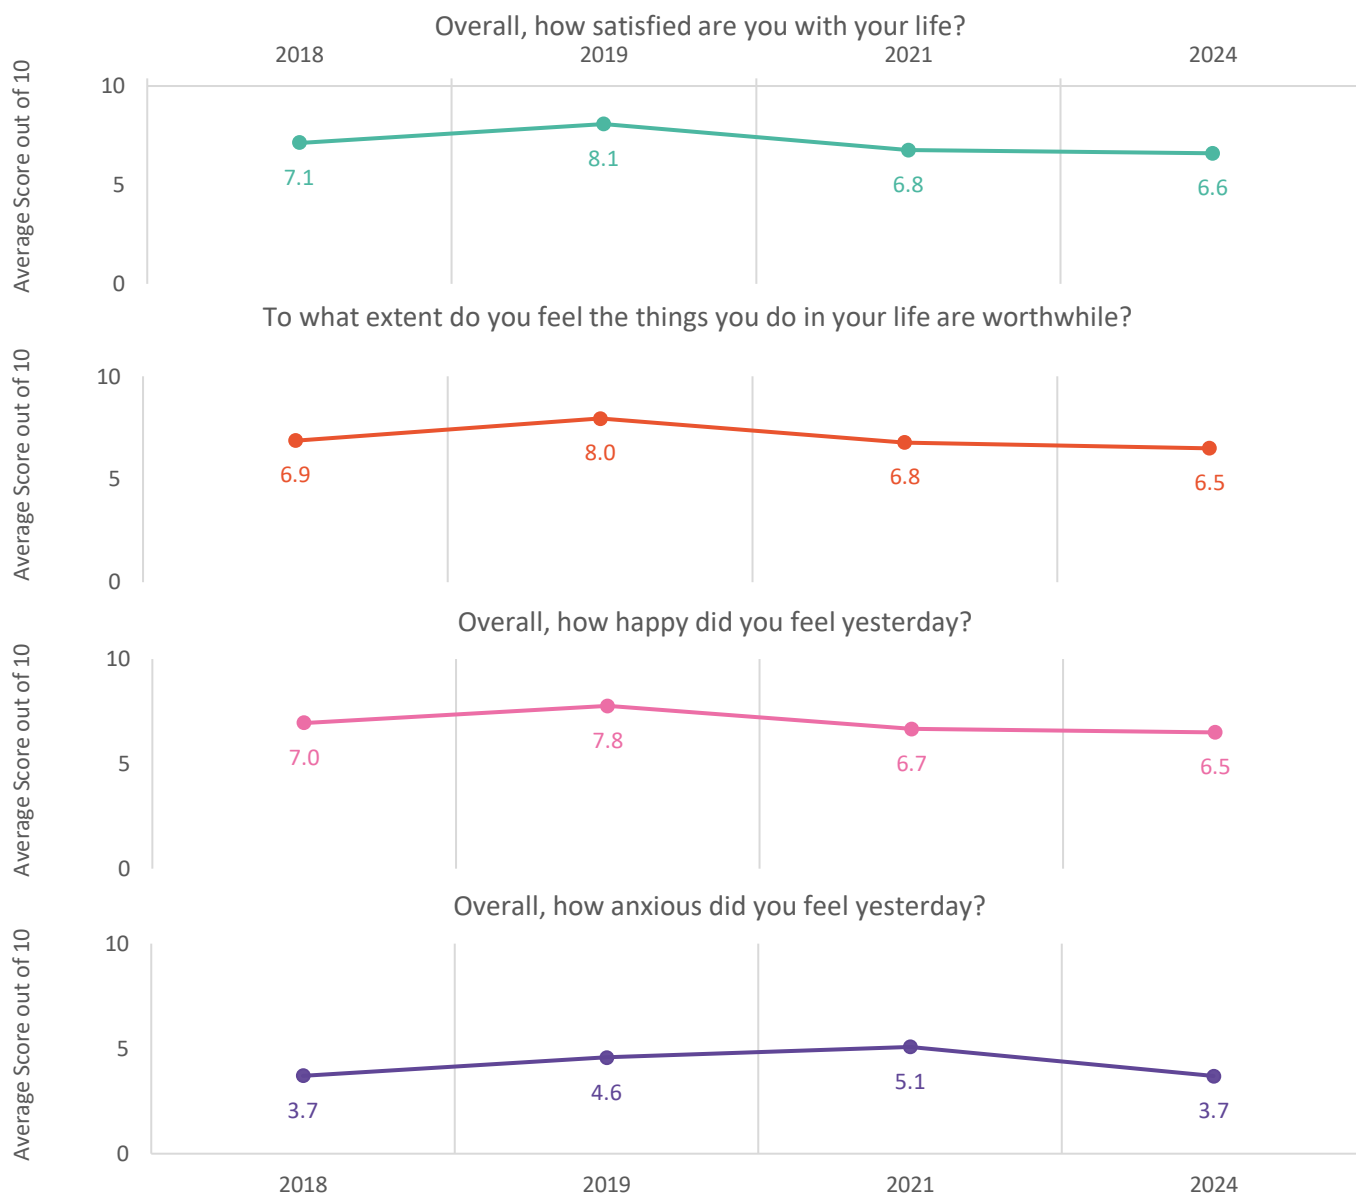 Overall, how satisfied are you with your life?
2018 2019 2021 2024
Average Score out of 10
10
5
0
7.1 8.1 6.8 6.6
To what extent do you feel the things you do in your life are worthwhile?
Average Score out of 10
10
5
0
6.9 8.0 6.8 6.5
Overall, how happy did you feel yesterday?
Average Score out of 10
10
5
0
7.0 7.8 6.7 6.5
Overall, how anxious did you feel yesterday?
Average Score out of 10
10
5
0
3.7 4.6 5.1 3.7
2018 2019 2021 2024